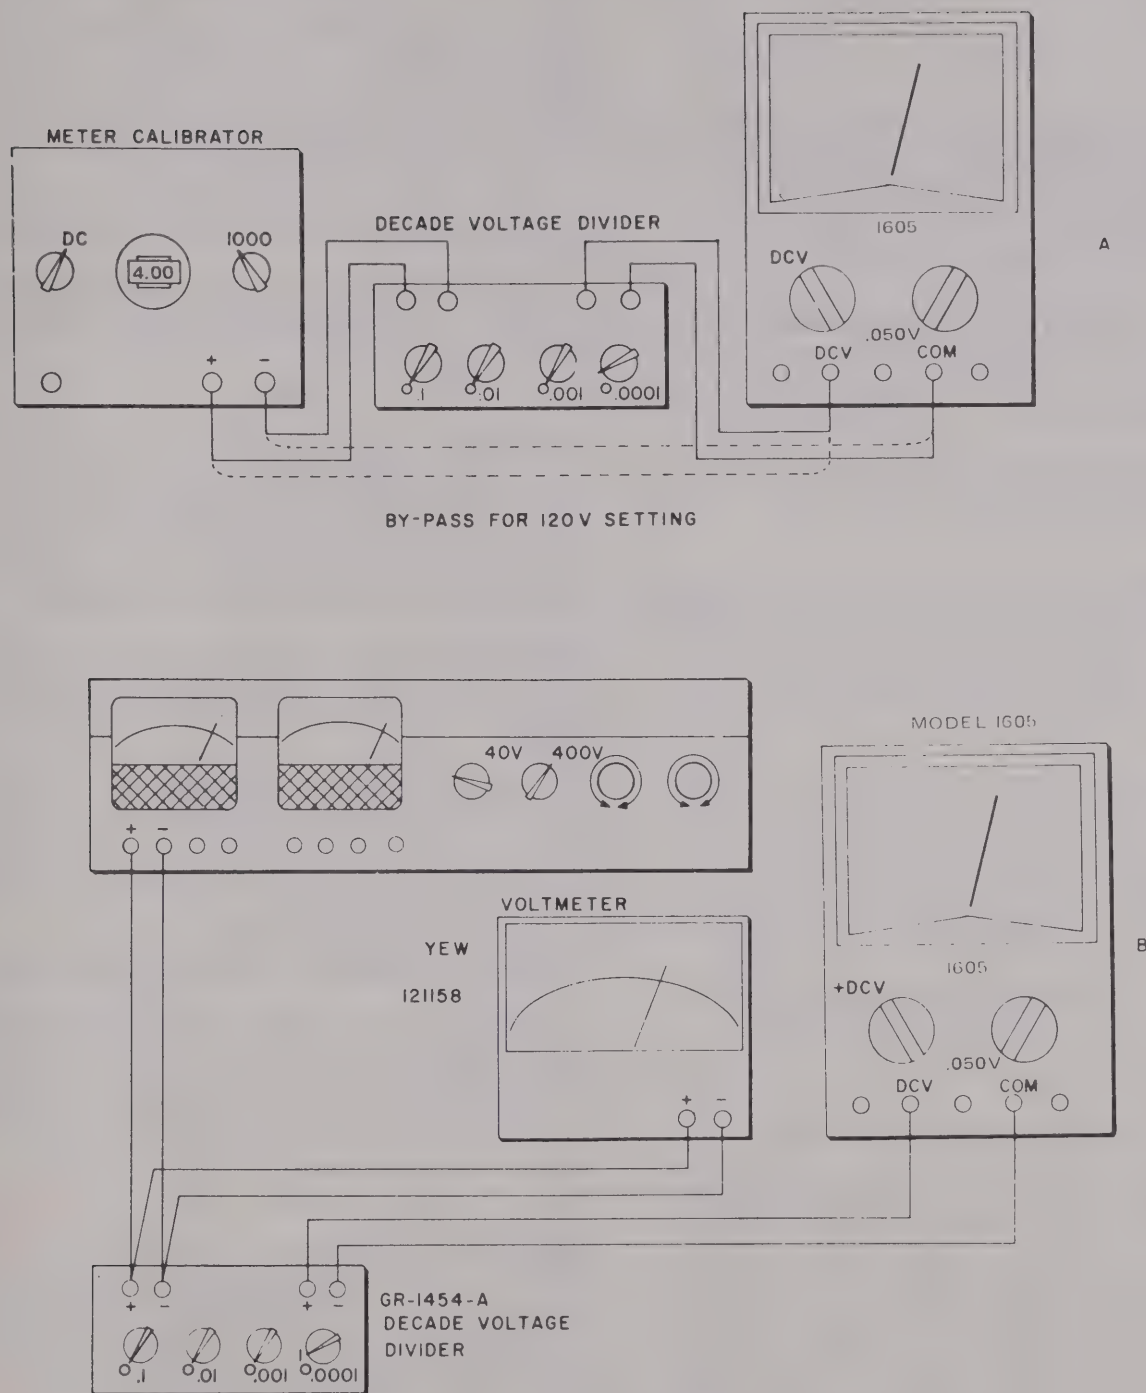 METER CALIBRATOR
DC
4.00
1000
+
-
DECADE VOLTAGE DIVIDER
.1
.01
.001
.0001
1605
DCV
.050V
DCV
COM
A
BY-PASS FOR 120V SETTING
40V
400V
+
-
VOLTMETER
YEW
121158
+
-
MODEL 1605
1605
+DCV
.050V
DCV
COM
B
+
-
+
-
.1
.01
.001
1
.0001
GR-1454-A
DECADE VOLTAGE
DIVIDER